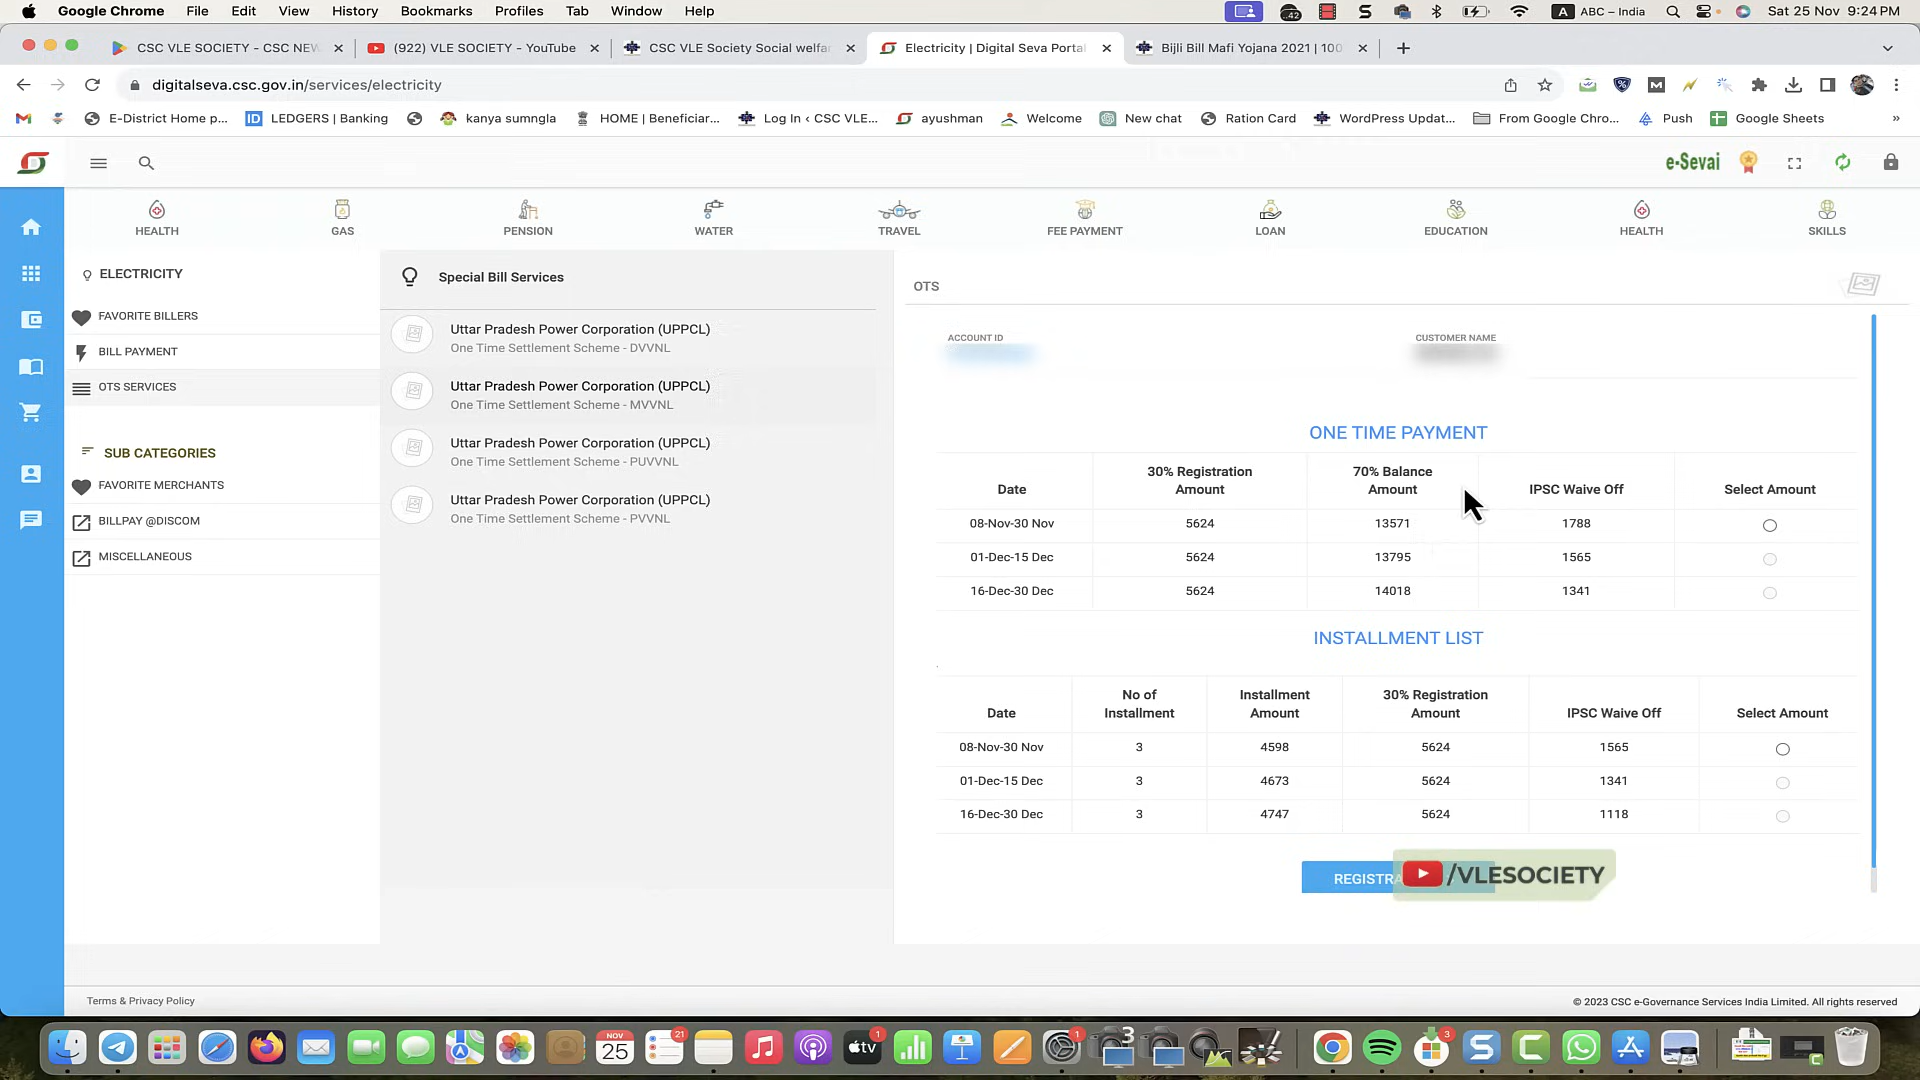 Google Chrome File Edit View History Bookmarks Profiles Tab Window Help
.42 A ABC – India Sat 25 Nov 9:24 PM
CSC VLE SOCIETY - CSC NEW
(922) VLE SOCIETY - YouTube
CSC VLE Society Social welfar
Electricity | Digital Seva Portal
Bijli Bill Mafi Yojana 2021 | 100
digitalseva.csc.gov.in/services/electricity
E-District Home p... LEDGERS | Banking kanya sumngla HOME | Beneficiar... Log In ‹ CSC VLE... ayushman Welcome New chat Ration Card WordPress Updat... From Google Chro... Push Google Sheets »
e-Sevai
HEALTH GAS PENSION WATER TRAVEL FEE PAYMENT LOAN EDUCATION HEALTH SKILLS
ELECTRICITY
FAVORITE BILLERS
BILL PAYMENT
OTS SERVICES
SUB CATEGORIES
FAVORITE MERCHANTS
BILLPAY @DISCOM
MISCELLANEOUS
Special Bill Services
Uttar Pradesh Power Corporation (UPPCL)
One Time Settlement Scheme - DVVNL
Uttar Pradesh Power Corporation (UPPCL)
One Time Settlement Scheme - MVVNL
Uttar Pradesh Power Corporation (UPPCL)
One Time Settlement Scheme - PUVVNL
Uttar Pradesh Power Corporation (UPPCL)
One Time Settlement Scheme - PVVNL
OTS
ACCOUNT ID CUSTOMER NAME
ONE TIME PAYMENT
Date 30% Registration Amount 70% Balance Amount IPSC Waive Off Select Amount
08-Nov-30 Nov 5624 13571 1788
01-Dec-15 Dec 5624 13795 1565
16-Dec-30 Dec 5624 14018 1341
INSTALLMENT LIST
Date No of Installment Installment Amount 30% Registration Amount IPSC Waive Off Select Amount
08-Nov-30 Nov 3 4598 5624 1565
01-Dec-15 Dec 3 4673 5624 1341
16-Dec-30 Dec 3 4747 5624 1118
REGISTRA
/VLESOCIETY
Terms & Privacy Policy
© 2023 CSC e-Governance Services India Limited. All rights reserved
NOV
25
21
1
tv
1
1
3
3